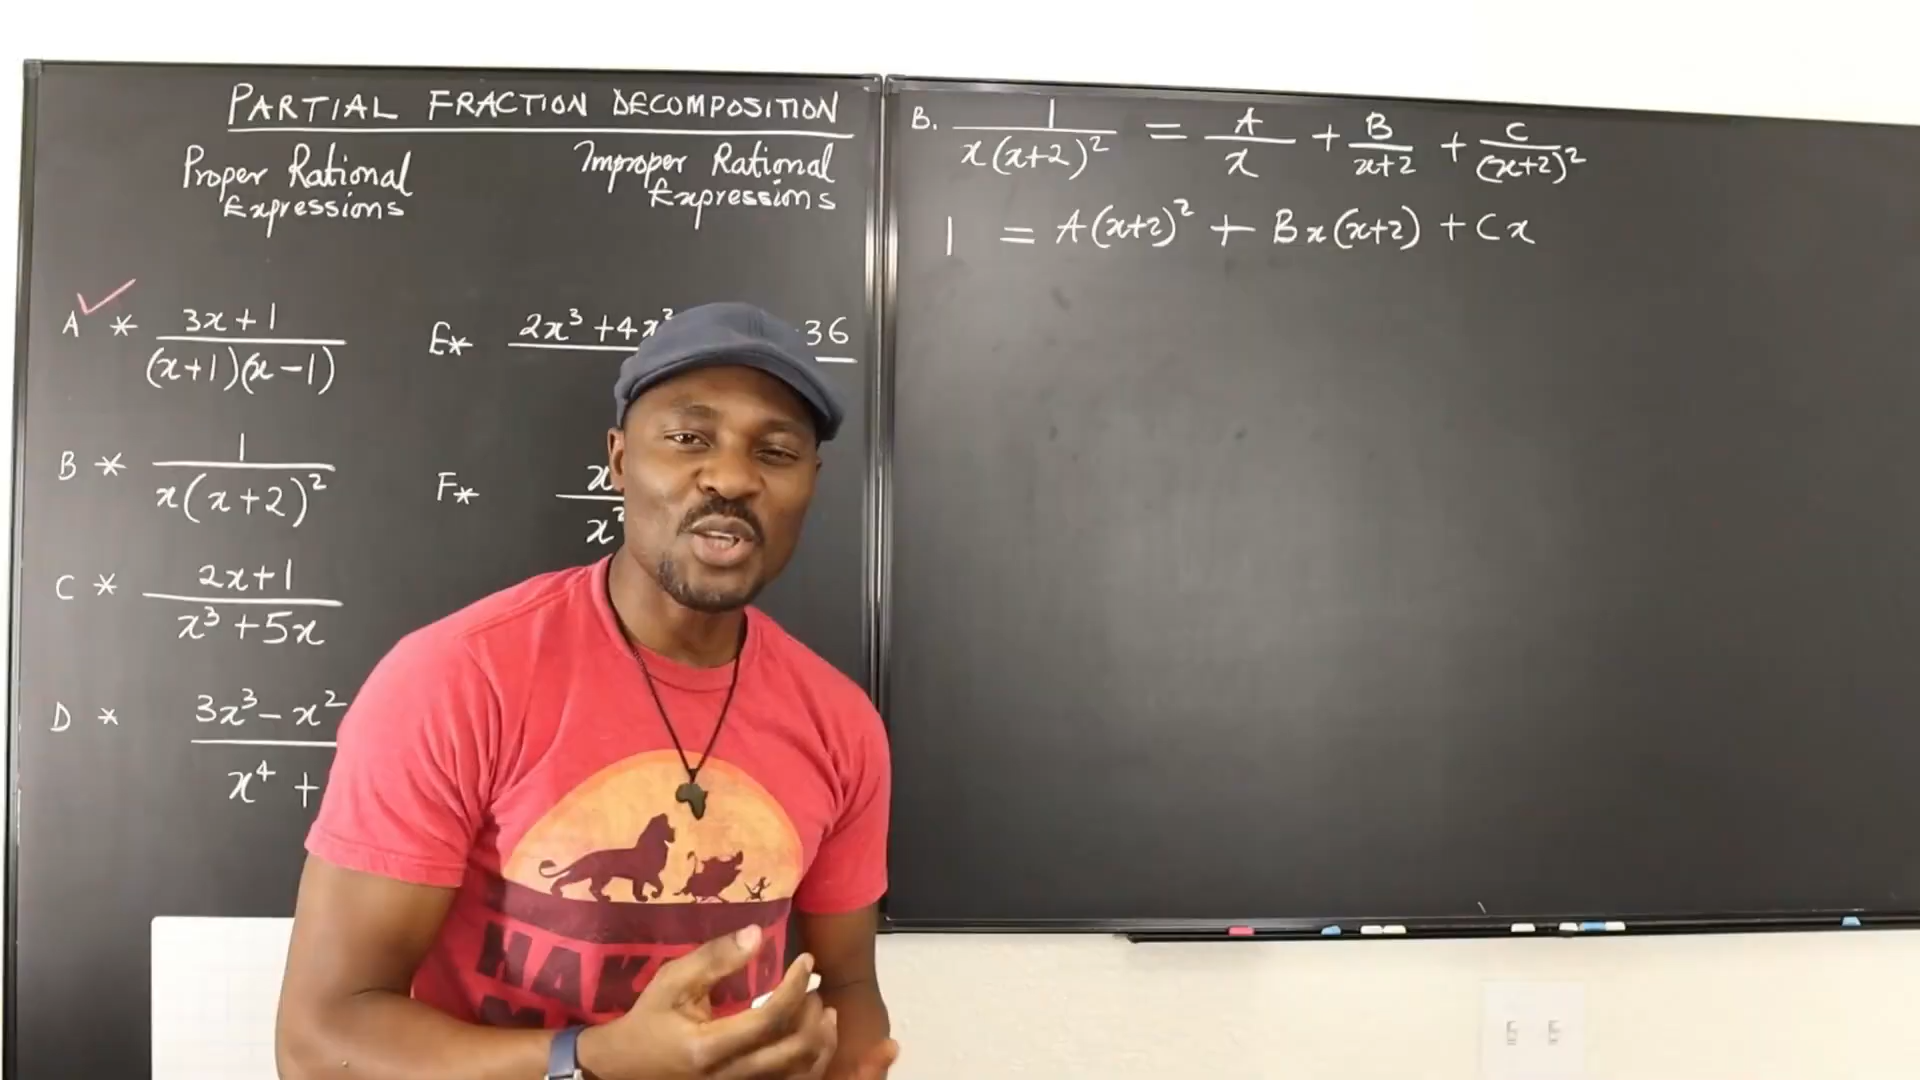 PARTIAL FRACTION DECOMPOSITION
Proper Rational Expressions
Improper Rational Expressions
A ✓ * (3x+1)/((x+1)(x−1))
B * 1/(x(x+2)²)
C * (2x+1)/(x³+5x)
D * 3x³−x² / x⁴+
E* 2x³+4x² 36
F* x / x²
B. 1/(x(x+2)²) = A/x + B/(x+2) + C/(x+2)²
1 = A(x+2)² + Bx(x+2) + Cx